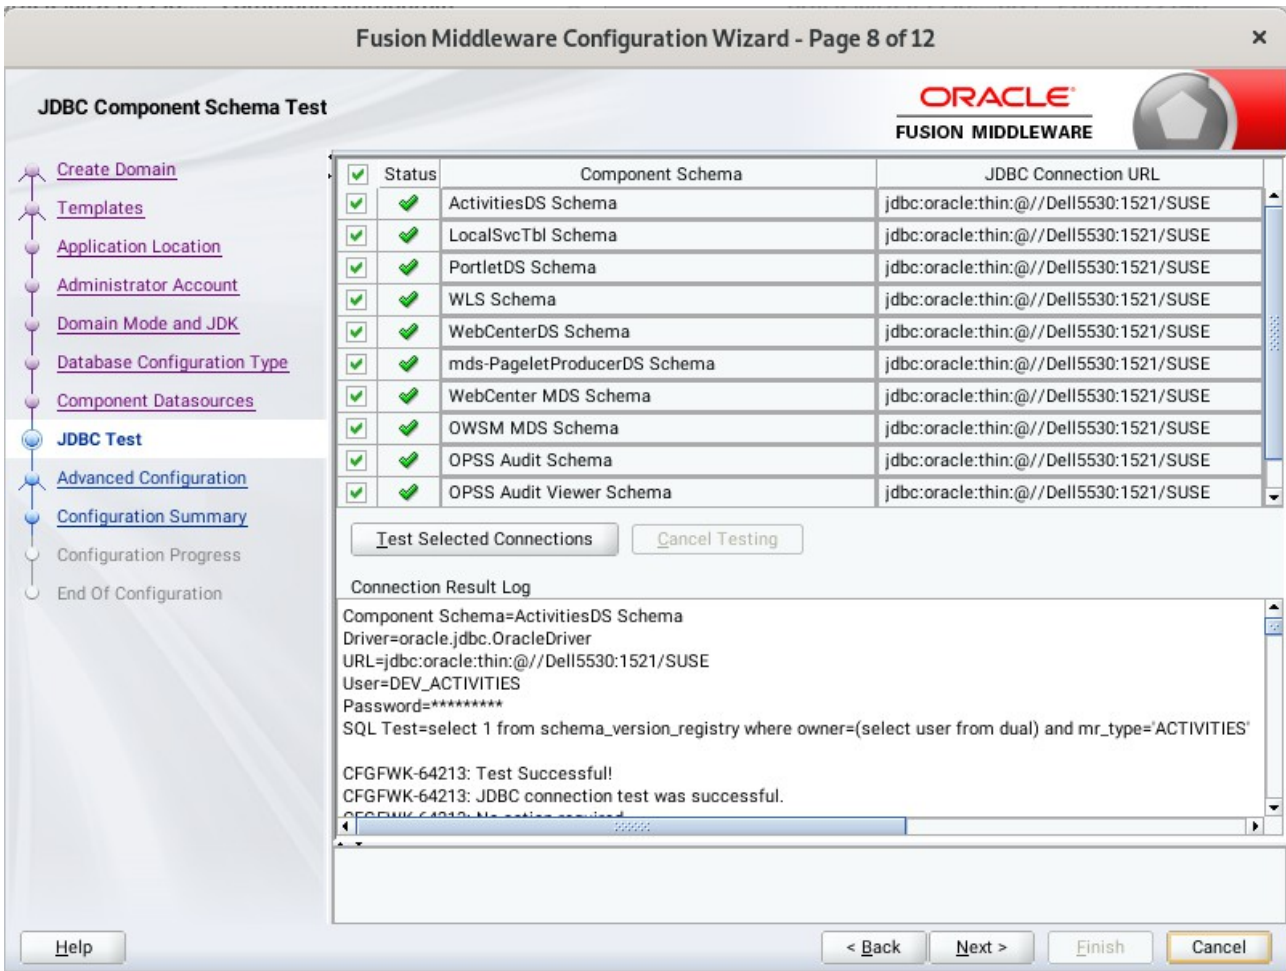 Fusion Middleware Configuration Wizard - Page 8 of 12
JDBC Component Schema Test
ORACLE
FUSION MIDDLEWARE
Create Domain
Templates
Application Location
Administrator Account
Domain Mode and JDK
Database Configuration Type
Component Datasources
JDBC Test
Advanced Configuration
Configuration Summary
Configuration Progress
End Of Configuration
Status Component Schema JDBC Connection URL
ActivitiesDS Schema jdbc:oracle:thin:@//Dell5530:1521/SUSE
LocalSvcTbl Schema jdbc:oracle:thin:@//Dell5530:1521/SUSE
PortletDS Schema jdbc:oracle:thin:@//Dell5530:1521/SUSE
WLS Schema jdbc:oracle:thin:@//Dell5530:1521/SUSE
WebCenterDS Schema jdbc:oracle:thin:@//Dell5530:1521/SUSE
mds-PageletProducerDS Schema jdbc:oracle:thin:@//Dell5530:1521/SUSE
WebCenter MDS Schema jdbc:oracle:thin:@//Dell5530:1521/SUSE
OWSM MDS Schema jdbc:oracle:thin:@//Dell5530:1521/SUSE
OPSS Audit Schema jdbc:oracle:thin:@//Dell5530:1521/SUSE
OPSS Audit Viewer Schema jdbc:oracle:thin:@//Dell5530:1521/SUSE
Test Selected Connections Cancel Testing
Connection Result Log
Component Schema=ActivitiesDS Schema
Driver=oracle.jdbc.OracleDriver
URL=jdbc:oracle:thin:@//Dell5530:1521/SUSE
User=DEV_ACTIVITIES
Password=*********
SQL Test=select 1 from schema_version_registry where owner=(select user from dual) and mr_type='ACTIVITIES'
CFGFWK-64213: Test Successful!
CFGFWK-64213: JDBC connection test was successful.
CFGFWK-64213: No action required
Help < Back Next > Finish Cancel